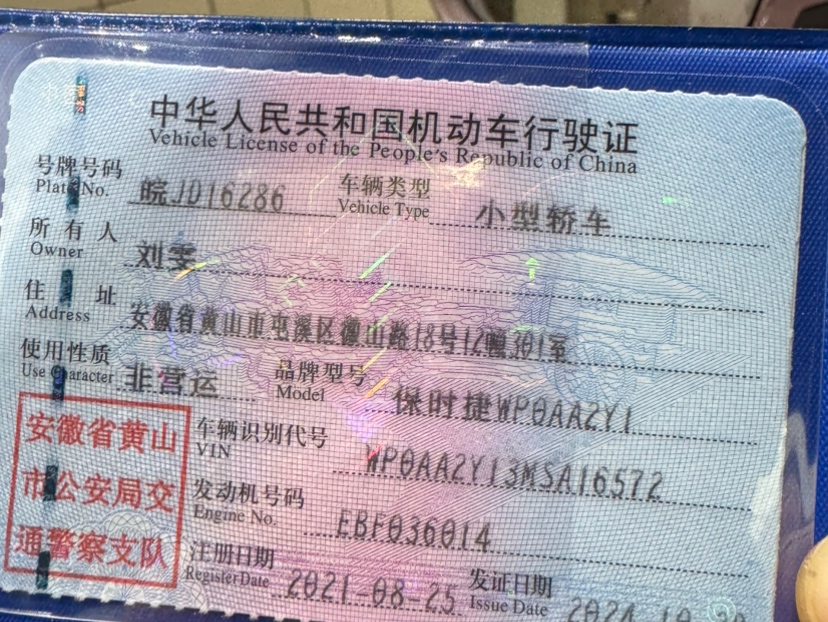 中华人民共和国机动车行驶证
Vehicle License of the People's Republic of China
号牌号码 皖JD16286 车辆类型 小型轿车
Plate No. Vehicle Type
所有人 刘雯
Owner
住址 安徽省黄山市屯溪区徽山路18号12幢301室
Address
使用性质 非营运 品牌型号 保时捷WP0AA2Y1
Use Character Model
安徽省黄山
市公安局交
通警察支队
车辆识别代号 WP0AA2Y13MSA16572
VIN
发动机号码 EBF036014
Engine No.
注册日期 2021-08-25 发证日期 2024
Register Date Issue Date